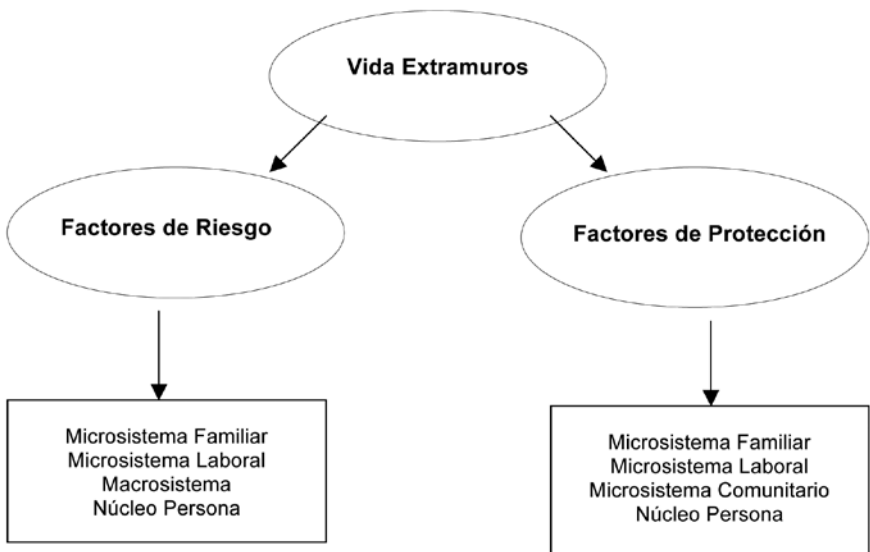 Vida Extramuros
Factores de Riesgo
Factores de Protección
Microsistema Familiar
Microsistema Laboral
Macrosistema
Núcleo Persona
Microsistema Familiar
Microsistema Laboral
Microsistema Comunitario
Núcleo Persona